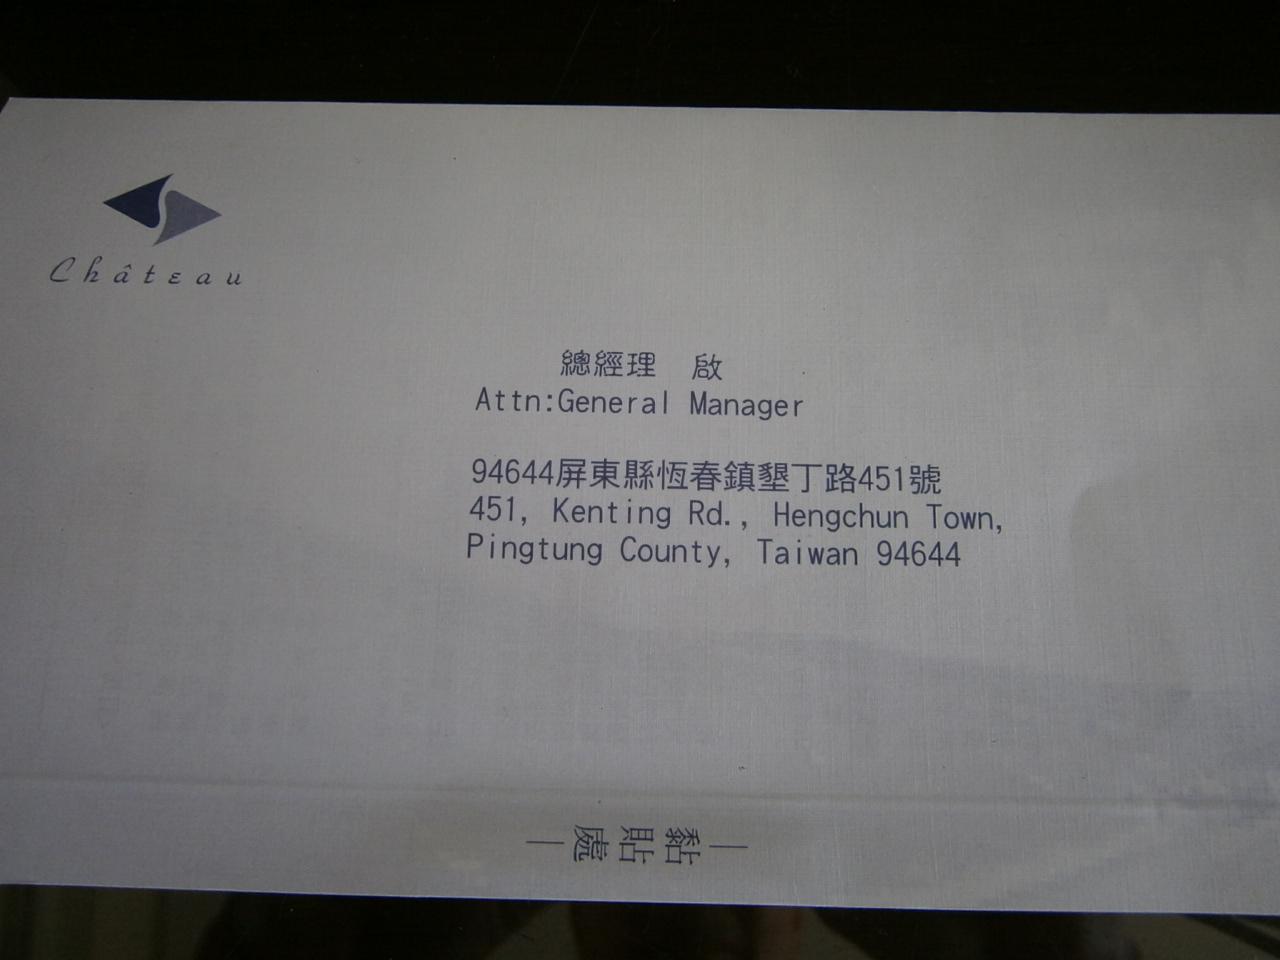 Château
總經理 啟
Attn:General Manager
94644屏東縣恆春鎮墾丁路451號
451, Kenting Rd., Hengchun Town,
Pingtung County, Taiwan 94644
—黏貼處—